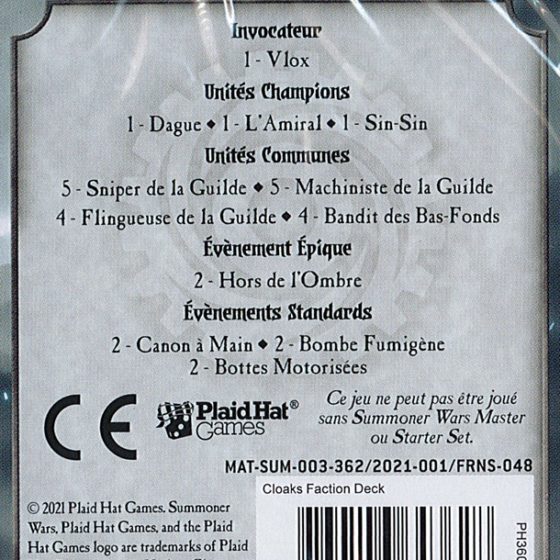 Invocateur
1 - Vlox
Unités Champions
1 - Dague ◆ 1 - L'Amiral ◆ 1 - Sin-Sin
Unités Communes
5 - Sniper de la Guilde ◆ 5 - Machiniste de la Guilde
4 - Flingueuse de la Guilde ◆ 4 - Bandit des Bas-Fonds
Évènement Épique
2 - Hors de l'Ombre
Évènements Standards
2 - Canon à Main ◆ 2 - Bombe Fumigène
2 - Bottes Motorisées
CE
Plaid Hat®
Games
Ce jeu ne peut pas être joué
sans Summoner Wars Master
ou Starter Set.
MAT-SUM-003-362/2021-001/FRNS-048
Cloaks Faction Deck
© 2021 Plaid Hat Games. Summoner
Wars, Plaid Hat Games, and the Plaid
Hat Games logo are trademarks of Plaid
PH360